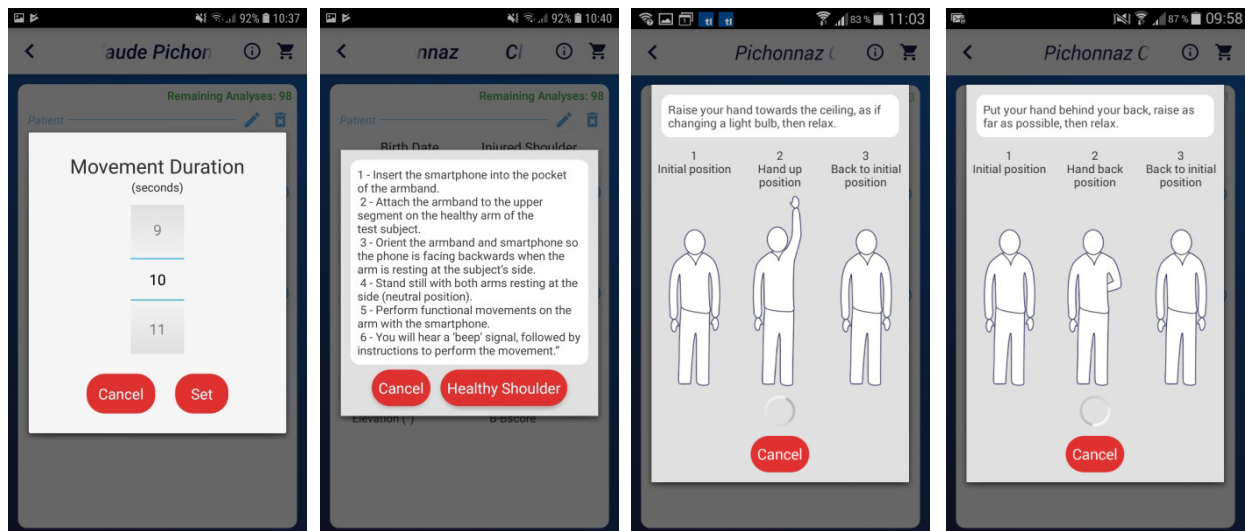 92% 10:37
aude Pichon
Remaining Analyses: 98
Patient
Movement Duration
(seconds)
9
10
11
Cancel Set
92% 10:40
nnaz Cl
Remaining Analyses: 98
Patient
Birth Date Injured Shoulder
1 - Insert the smartphone into the pocket
of the armband.
2 - Attach the armband to the upper
segment on the healthy arm of the
test subject.
3 - Orient the armband and smartphone so
the phone is facing backwards when the
arm is resting at the subject's side.
4 - Stand still with both arms resting at the
side (neutral position).
5 - Perform functional movements on the
arm with the smartphone.
6 - You will hear a ‘beep’ signal, followed by
instructions to perform the movement.”
Cancel Healthy Shoulder
Elevation (°) B-Bscore
83% 11:03
Pichonnaz (
Raise your hand towards the ceiling, as if
changing a light bulb, then relax.
1 2 3
Initial position Hand up Back to initial
position position
Cancel
87% 09:58
Pichonnaz C
Put your hand behind your back, raise as
far as possible, then relax.
1 2 3
Initial position Hand back Back to initial
position position
Cancel